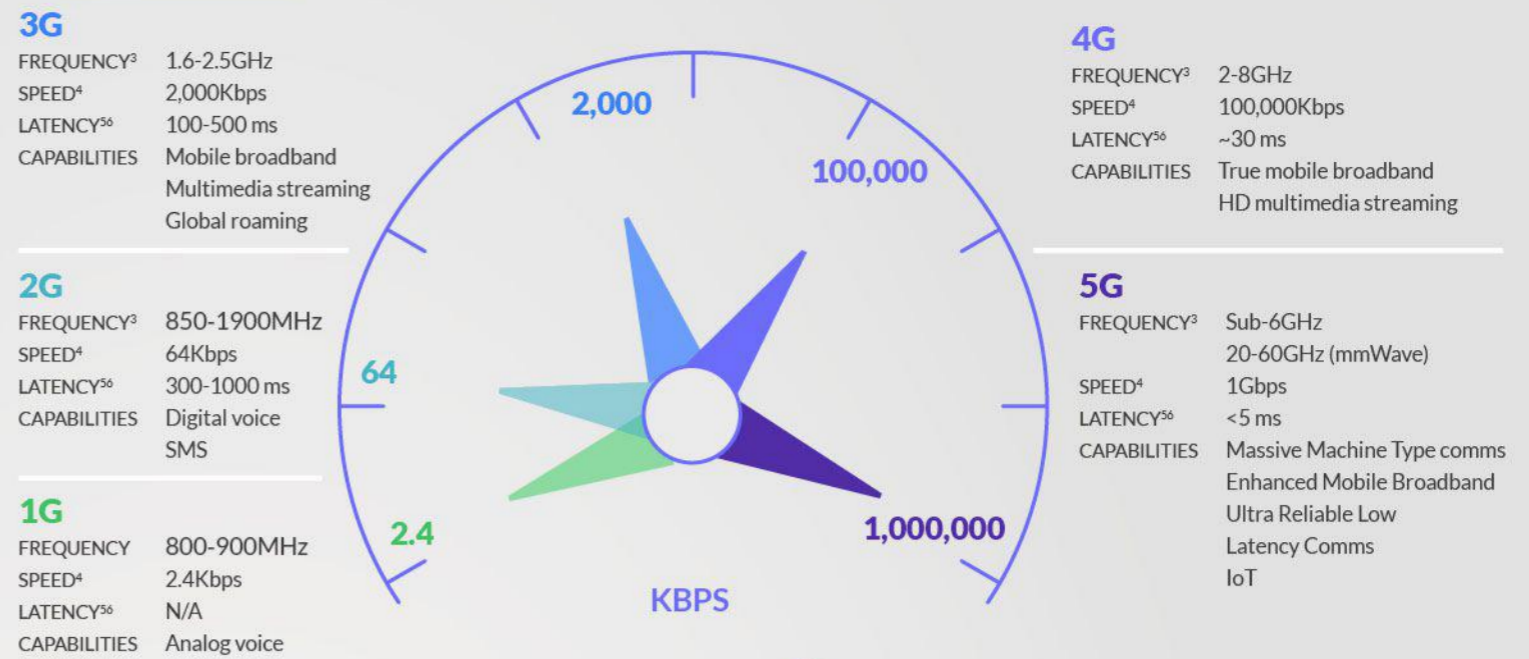 3G
FREQUENCY³ 1.6-2.5GHz
SPEED⁴ 2,000Kbps
LATENCY⁵⁶ 100-500 ms
CAPABILITIES Mobile broadband
Multimedia streaming
Global roaming
2G
FREQUENCY³ 850-1900MHz
SPEED⁴ 64Kbps
LATENCY⁵⁶ 300-1000 ms
CAPABILITIES Digital voice
SMS
1G
FREQUENCY 800-900MHz
SPEED⁴ 2.4Kbps
LATENCY⁵⁶ N/A
CAPABILITIES Analog voice
2,000
100,000
64
2.4
1,000,000
KBPS
4G
FREQUENCY³ 2-8GHz
SPEED⁴ 100,000Kbps
LATENCY⁵⁶ ~30 ms
CAPABILITIES True mobile broadband
HD multimedia streaming
5G
FREQUENCY³ Sub-6GHz
20-60GHz (mmWave)
SPEED⁴ 1Gbps
LATENCY⁵⁶ <5 ms
CAPABILITIES Massive Machine Type comms
Enhanced Mobile Broadband
Ultra Reliable Low
Latency Comms
IoT